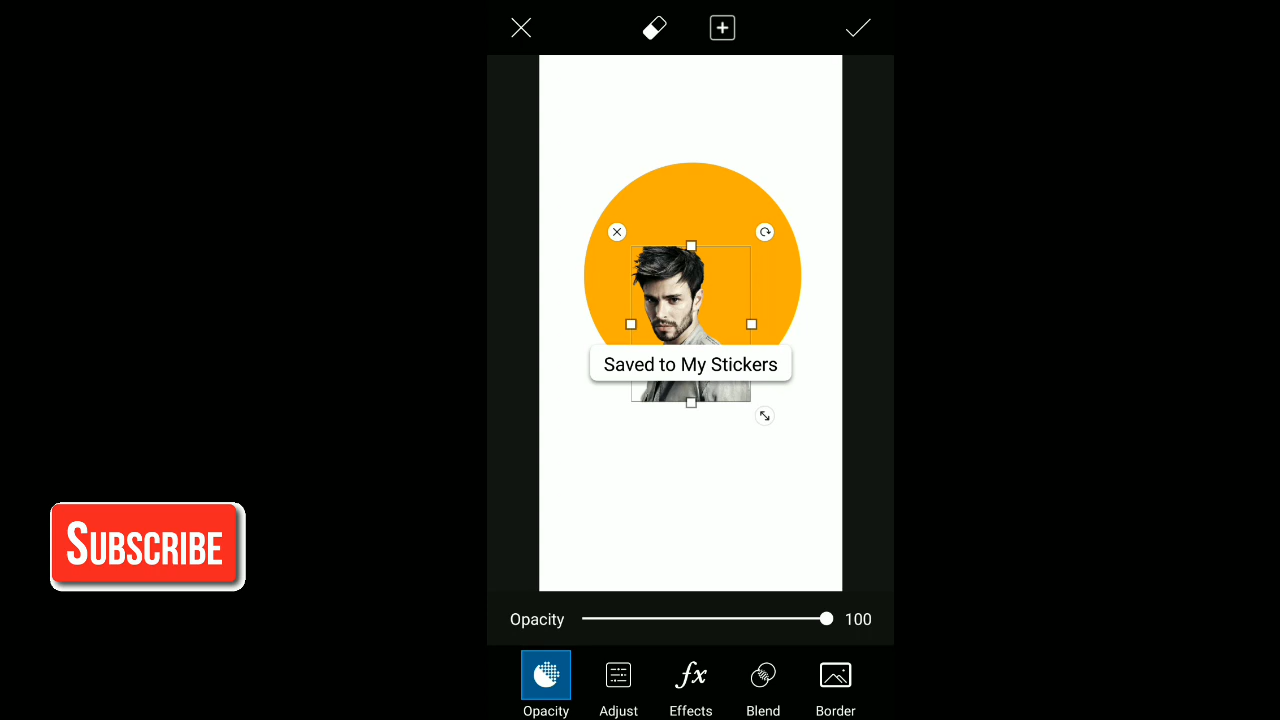 Saved to My Stickers
SUBSCRIBE
Opacity 100
Opacity Adjust Effects Blend Border